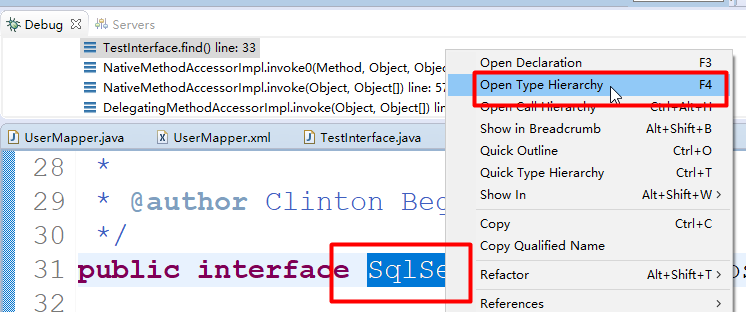 Debug Servers
TestInterface.find() line: 33
NativeMethodAccessorImpl.invoke0(Method, Object, Objec
NativeMethodAccessorImpl.invoke(Object, Object[]) line: 57
DelegatingMethodAccessorImpl.invoke(Object, Object[]) line
UserMapper.java UserMapper.xml TestInterface.java
28 *
29 * @author Clinton Beg
30 */
31 public interface SqlSe
32
Open Declaration F3
Open Type Hierarchy F4
Open Call Hierarchy Ctrl+Alt+H
Show in Breadcrumb Alt+Shift+B
Quick Outline Ctrl+O
Quick Type Hierarchy Ctrl+T
Show In Alt+Shift+W >
Copy Ctrl+C
Copy Qualified Name
Refactor Alt+Shift+T >
References >